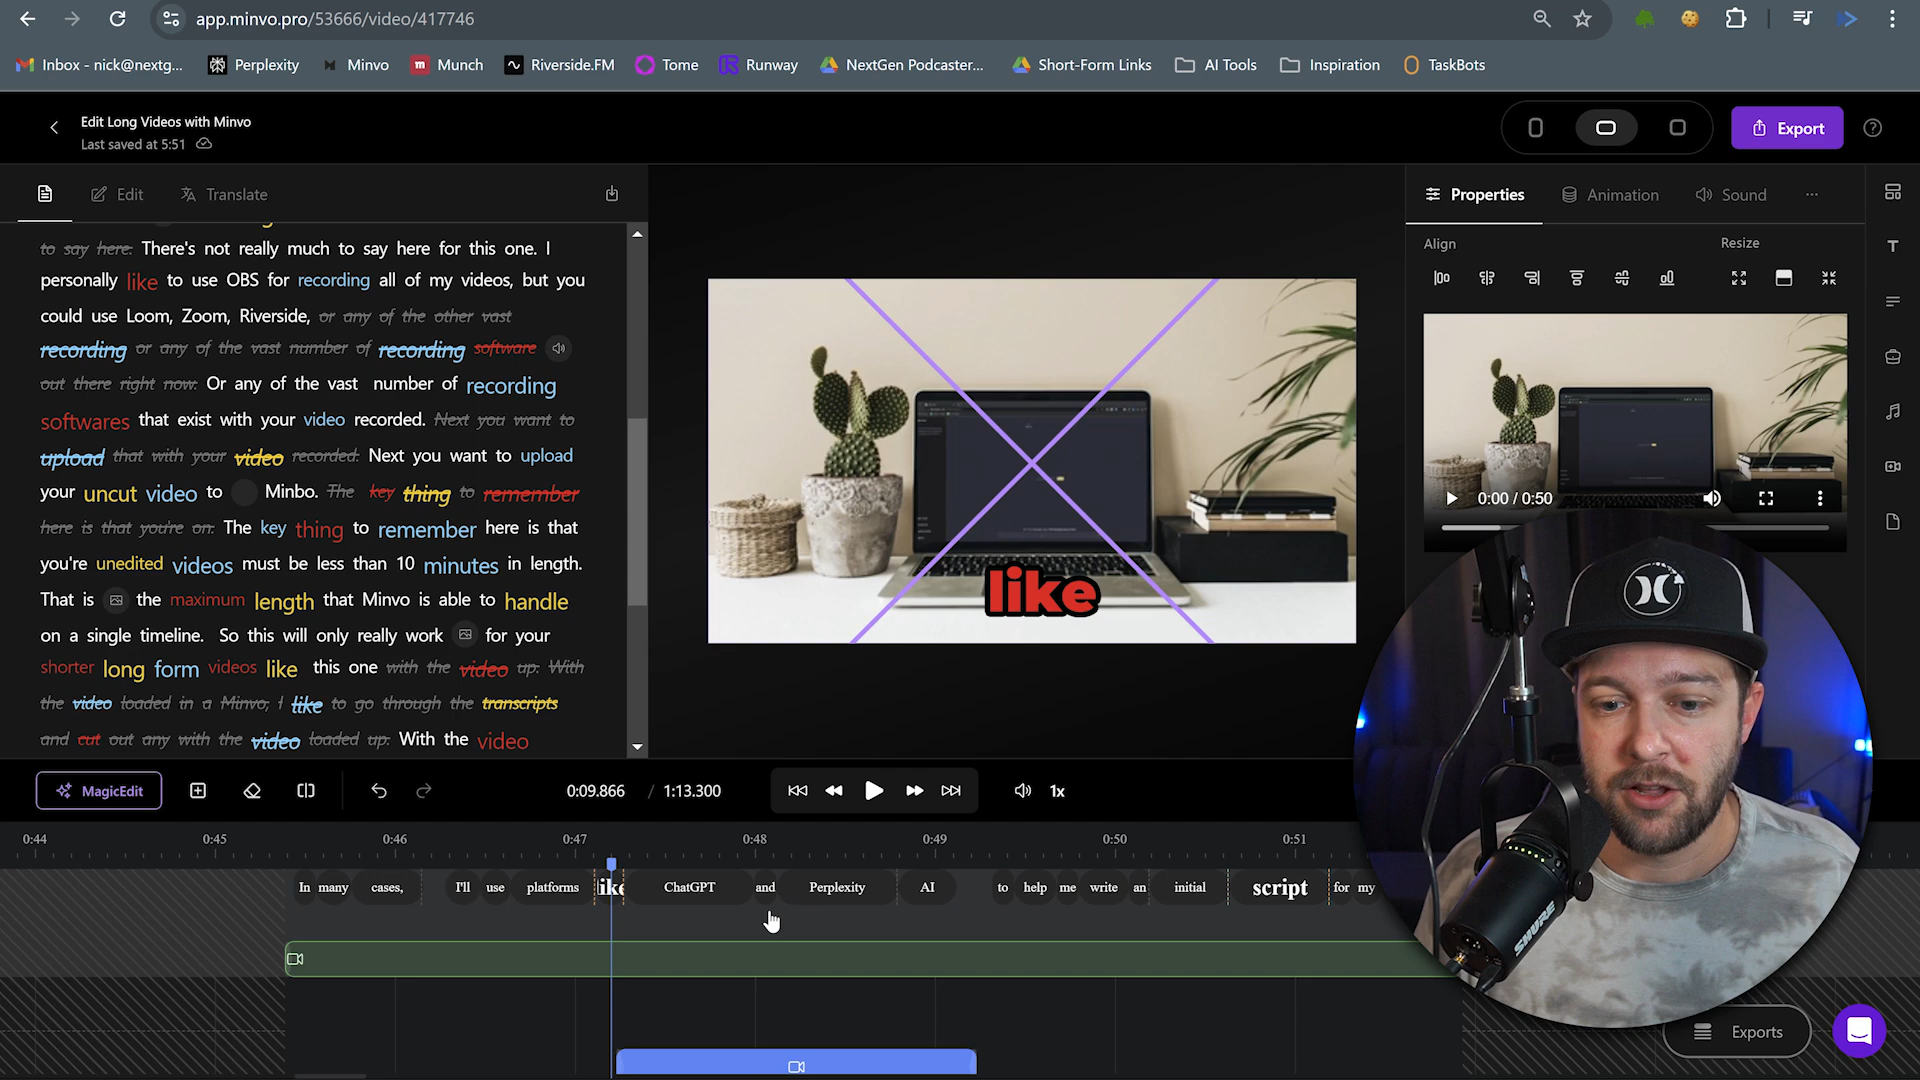 app.minvo.pro/53666/video/417746
Inbox - nick@nextg... Perplexity Minvo Munch Riverside.FM Tome Runway NextGen Podcaster... Short-Form Links AI Tools Inspiration TaskBots
Edit Long Videos with Minvo
Last saved at 5:51
Export
Edit Translate
Properties Animation Sound
Align Resize
to say here. There's not really much to say here for this one. I
personally like to use OBS for recording all of my videos, but you
could use Loom, Zoom, Riverside, or any of the other vast
recording or any of the vast number of recording software
out there right now. Or any of the vast number of recording
softwares that exist with your video recorded. Next you want to
upload that with your video recorded. Next you want to upload
your uncut video to Minbo. The key thing to remember
here is that you're on. The key thing to remember here is that
you're unedited videos must be less than 10 minutes in length.
That is the maximum length that Minvo is able to handle
on a single timeline. So this will only really work for your
shorter long form videos like this one with the video up. With
the video loaded in a Minvo, I like to go through the transcripts
and cut out any with the video loaded up. With the video
like
0:00 / 0:50
MagicEdit
0:09.866 / 1:13.300
1x
0:44 0:45 0:46 0:47 0:48 0:49 0:50 0:51
In many cases, I'll use platforms like ChatGPT and Perplexity AI to help me write an initial script for my
SHURE
Exports